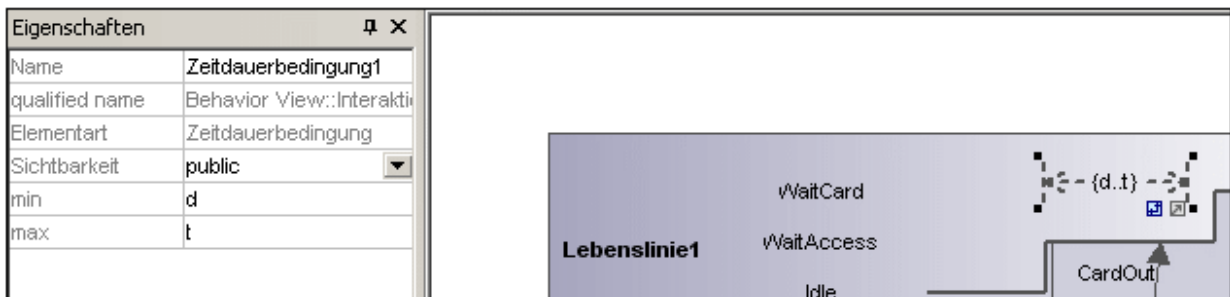 Eigenschaften
Name Zeitdauerbedingung1
qualified name Behavior View::Interakti
Elementart Zeitdauerbedingung
Sichtbarkeit public
min d
max t
{d..t}
WaitCard
Lebenslinie1
WaitAccess
CardOut
Idle